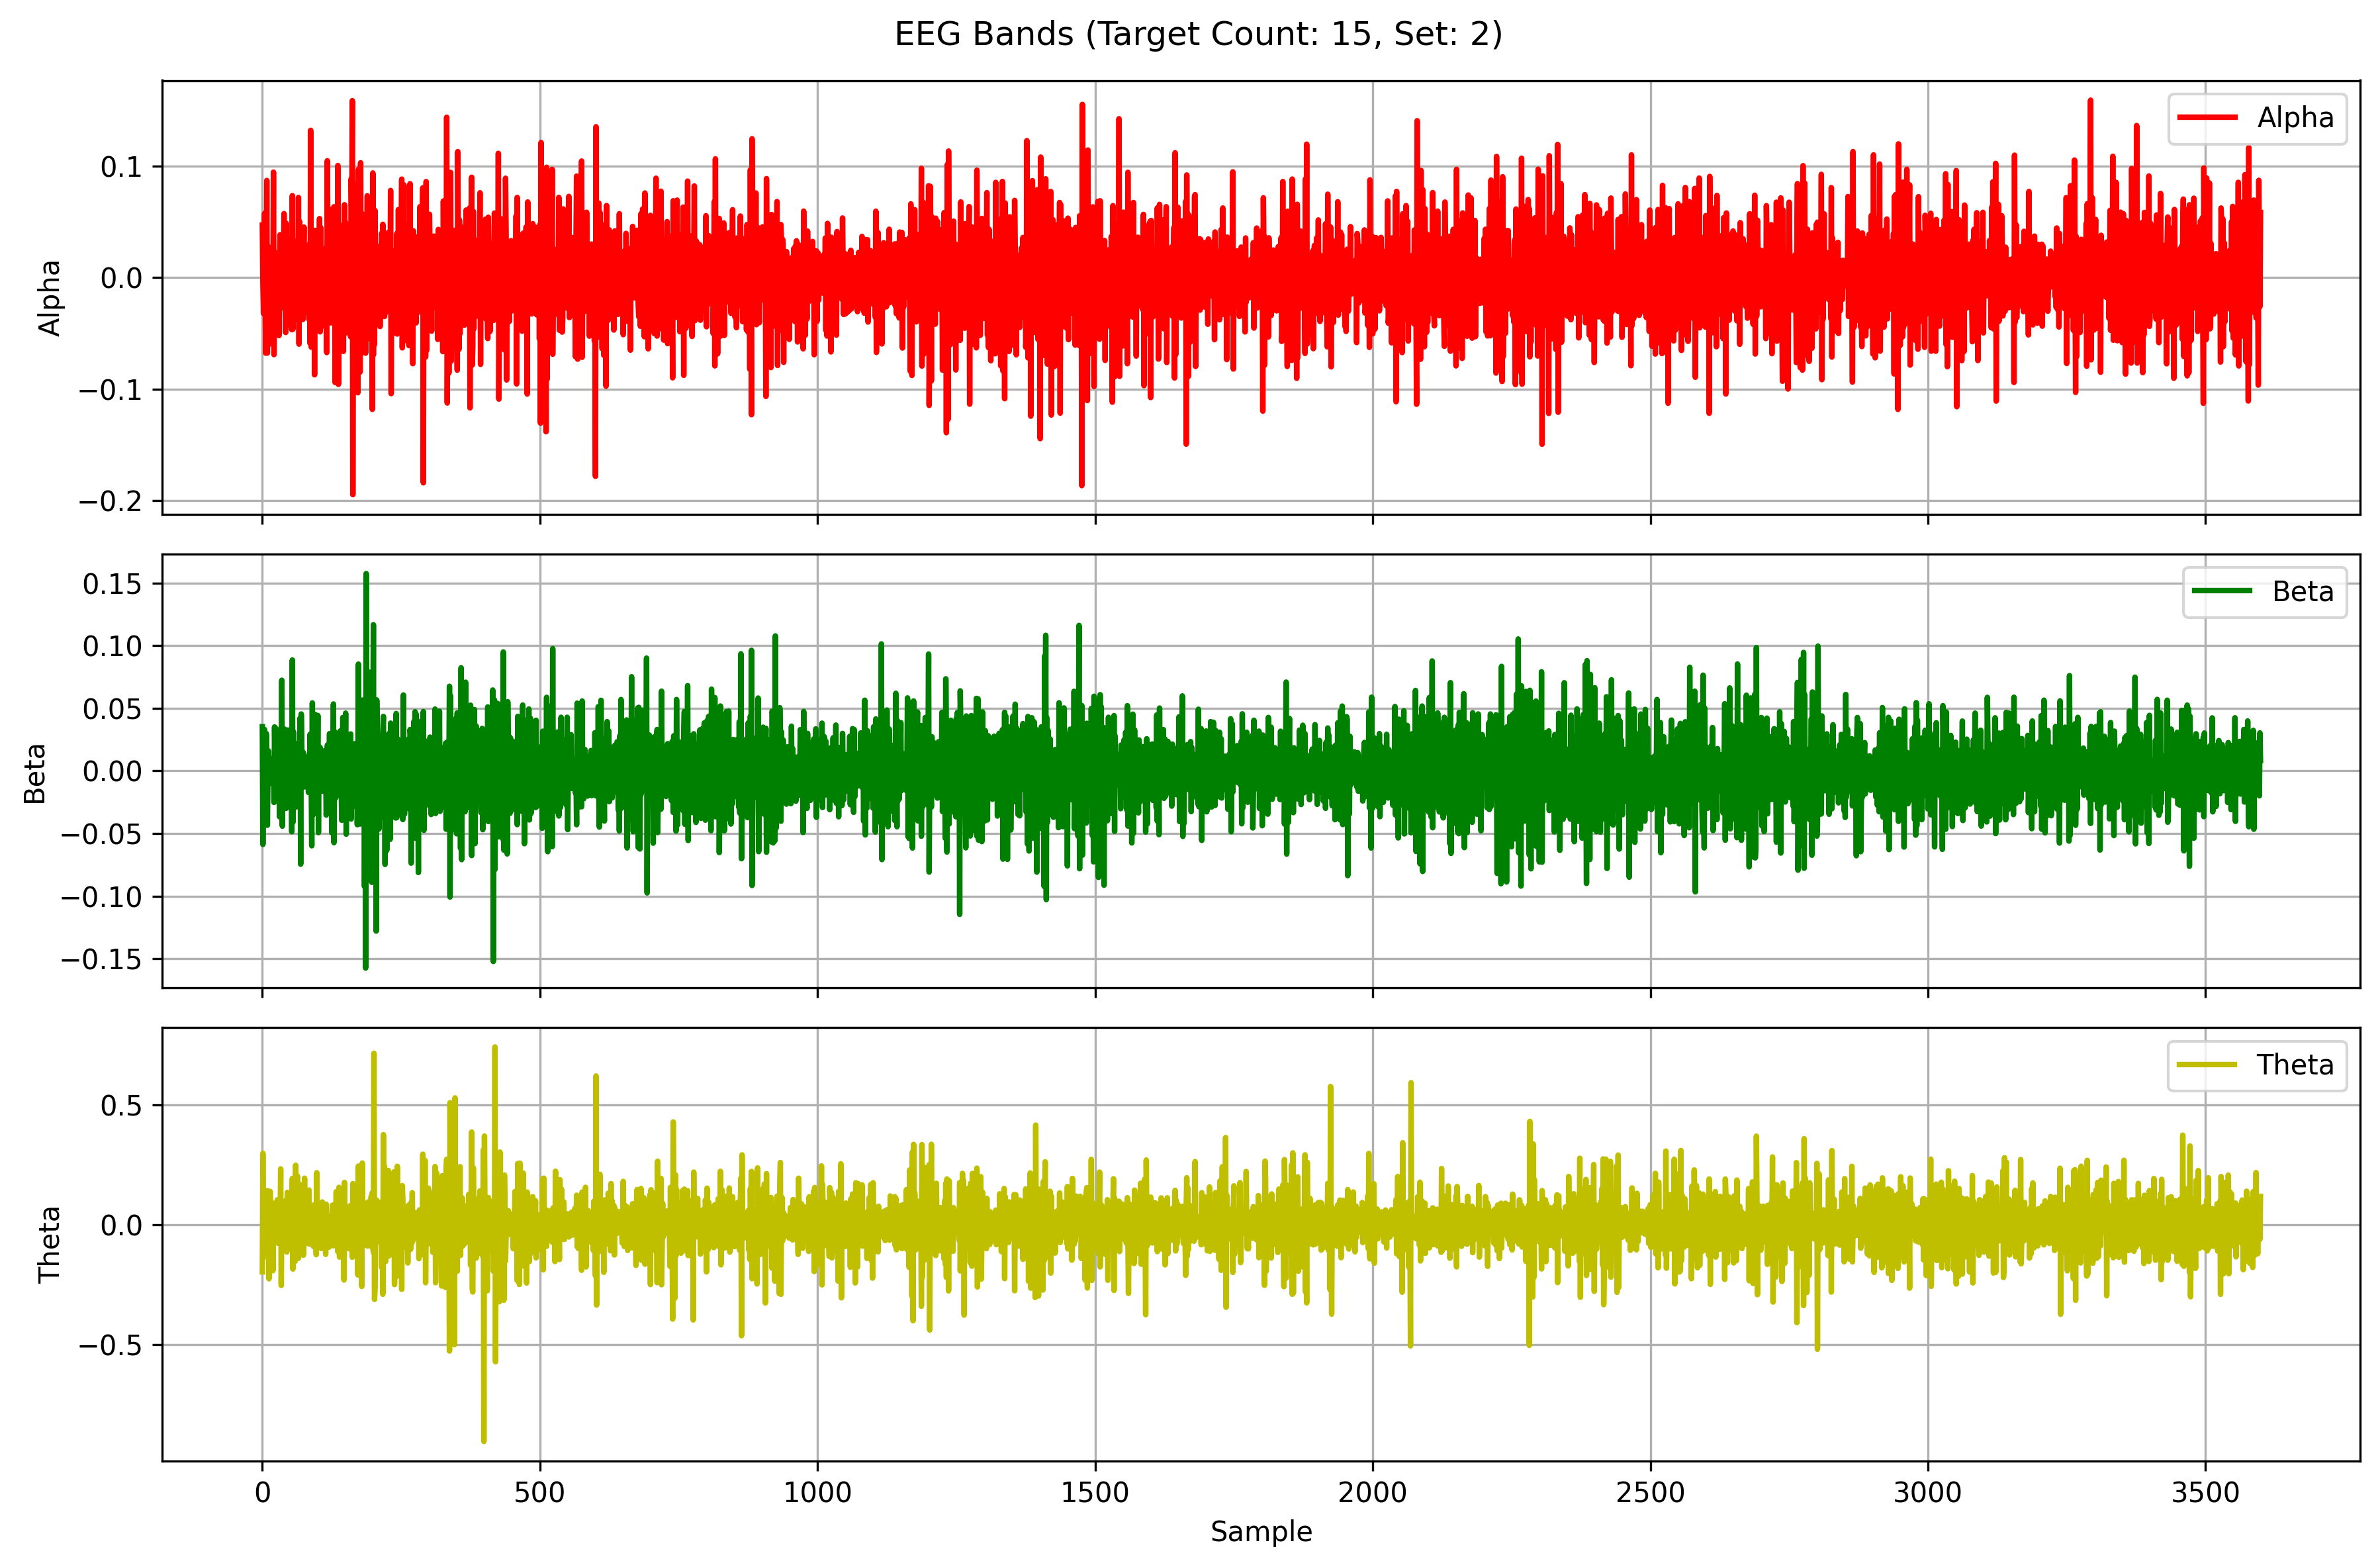 EEG Bands (Target Count: 15, Set: 2)
Alpha
0.1
0.0
−0.1
−0.2
Alpha
Beta
0.15
0.10
0.05
0.00
−0.05
−0.10
−0.15
Beta
Theta
0.5
0.0
−0.5
Theta
0 500 1000 1500 2000 2500 3000 3500
Sample